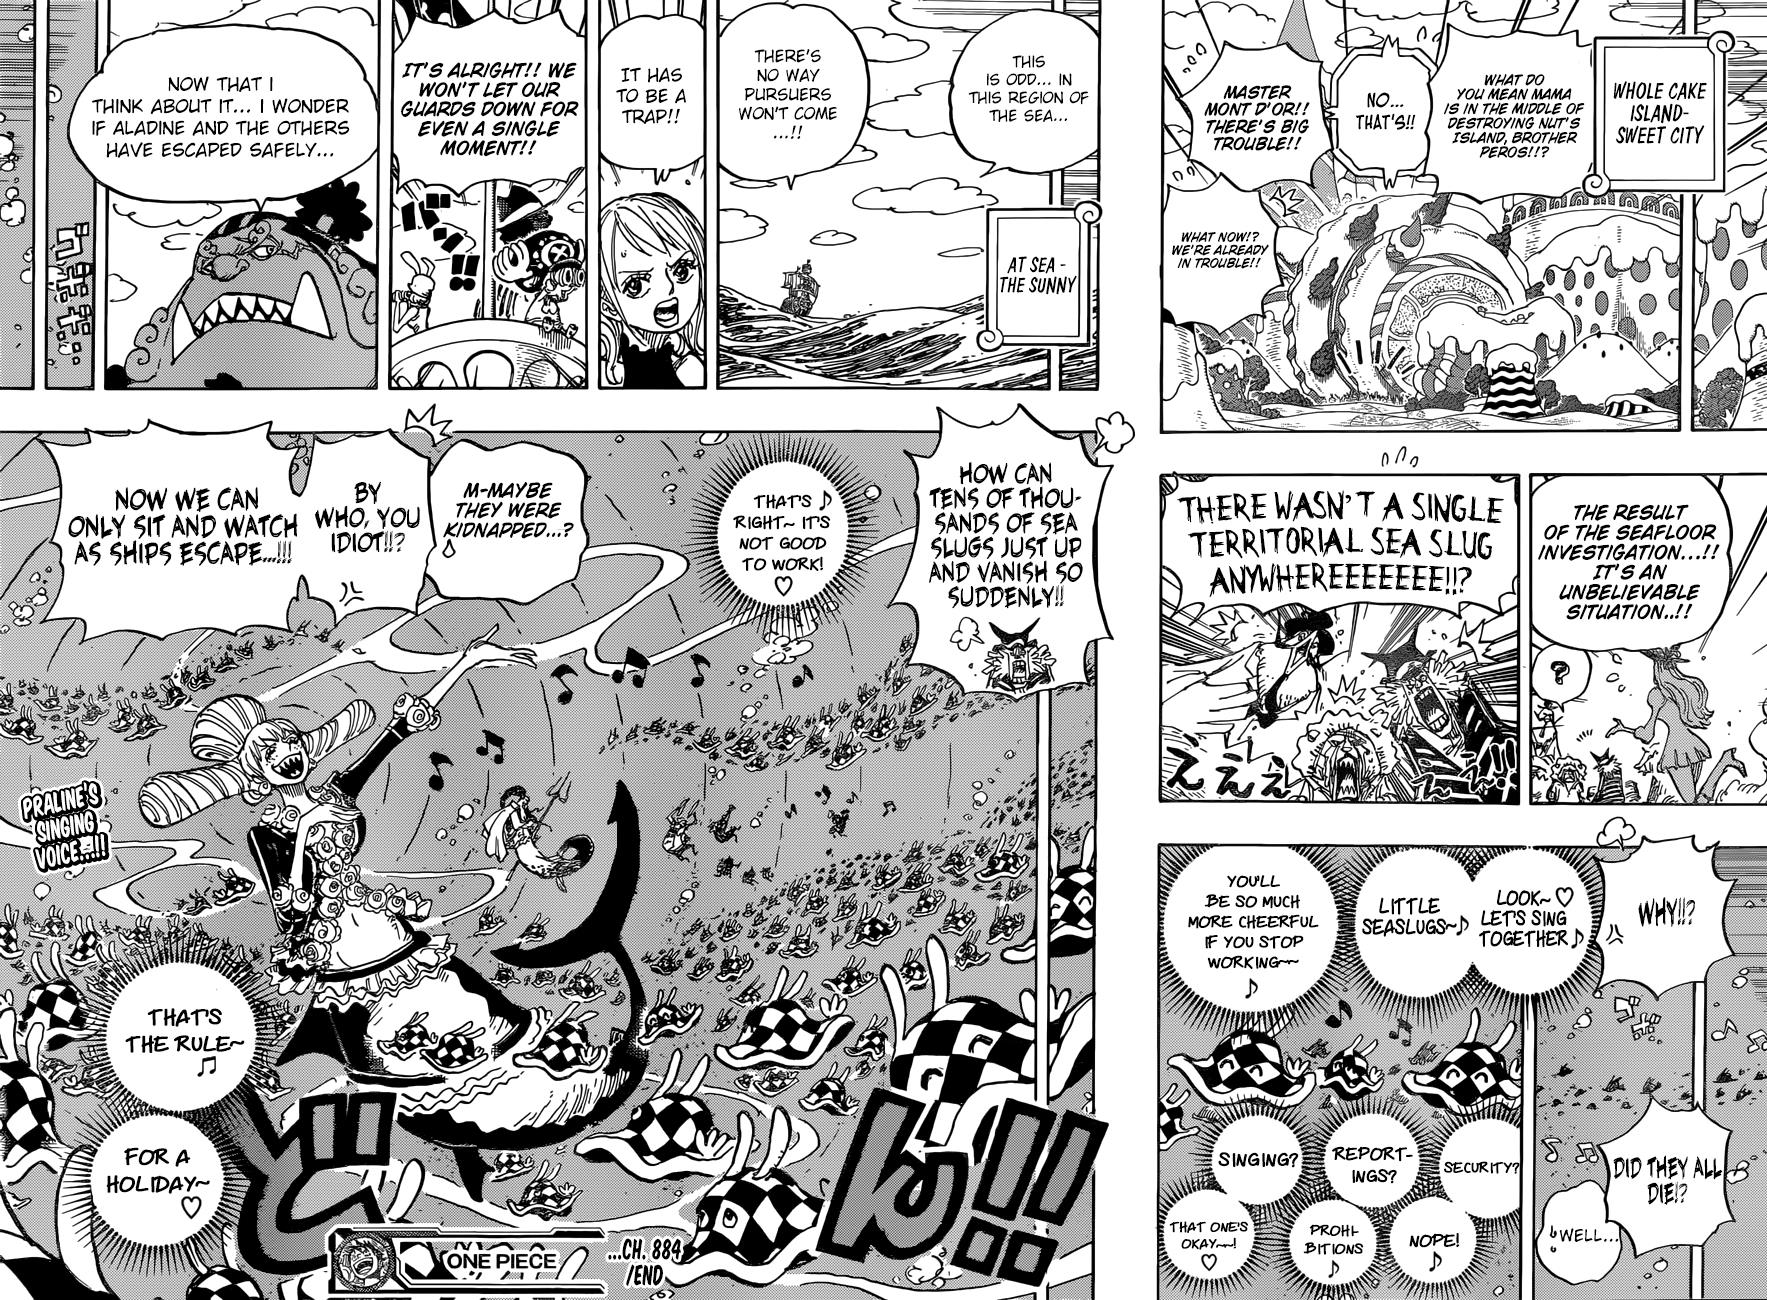 WHOLE CAKE
ISLAND-
SWEET CITY
WHAT DO
YOU MEAN MAMA
IS IN THE MIDDLE OF
DESTROYING NUTS
ISLAND, BROTHER
PEROS!!?
NO...
THAT'S!!
MASTER
MONT D'OR!!
THERE'S BIG
TROUBLE!!
WHAT NOW!?
WE'RE ALREADY
IN TROUBLE!!
THE RESULT
OF THE SEAFLOOR
INVESTIGATION...!!
IT'S AN
UNBELIEVABLE
SITUATION...!!
?
THERE WASN'T A SINGLE
TERRITORIAL SEA SLUG
ANYWHEREEEEEEE!!?
えええ
WHY!!?
LOOK~ ♡
LET'S SING
TOGETHER♪
LITTLE
SEASLUGS~♪
YOU'LL
BE SO MUCH
MORE CHEERFUL
IF YOU STOP
WORKING~~
♪
DID THEY ALL
DIE!?
WELL...
SECURITY?
REPORT-
INGS?
SINGING?
NOPE!
♪
PROHI-
BITIONS
♪
THAT ONE'S
OKAY~~!
♡
THIS
IS ODD... IN
THIS REGION OF
THE SEA...
THERE'S
NO WAY
PURSUERS
WON'T COME
...!!
AT SEA -
THE SUNNY
IT HAS
TO BE A
TRAP!!
IT'S ALRIGHT!! WE
WON'T LET OUR
GUARDS DOWN FOR
EVEN A SINGLE
MOMENT!!
NOW THAT I
THINK ABOUT IT... I WONDER
IF ALADINE AND THE OTHERS
HAVE ESCAPED SAFELY...
HOW CAN
TENS OF THOU-
SANDS OF SEA
SLUGS JUST UP
AND VANISH SO
SUDDENLY!!
THAT'S ♪
RIGHT~ IT'S
NOT GOOD
TO WORK!
♡
M-MAYBE
THEY WERE
KIDNAPPED...?
BY
WHO, YOU
IDIOT!!?
NOW WE CAN
ONLY SIT AND WATCH
AS SHIPS ESCAPE...!!!
PRALINE'S
SINGING
VOICE...!!
THAT'S
THE RULE~
♫
FOR A
HOLIDAY~
♡
どん!!
ONE PIECE
...CH. 884
/END